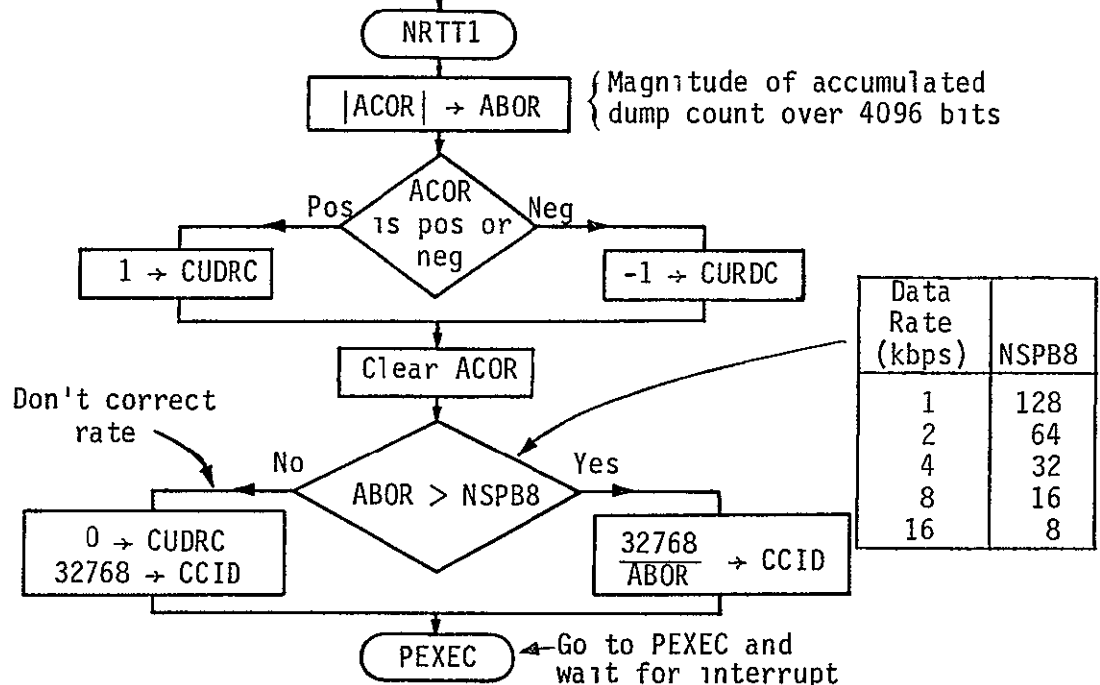 NRTT1
|ACOR| → ABOR
Magnitude of accumulated
dump count over 4096 bits
ACOR
is pos or
neg
Pos
Neg
1 → CUDRC
-1 → CURDC
Clear ACOR
Data
Rate
(kbps) NSPB8
1 128
2 64
4 32
8 16
16 8
Don't correct
rate
No
Yes
ABOR > NSPB8
0 → CUDRC
32768 → CCID
32768
ABOR → CCID
PEXEC
Go to PEXEC and
wait for interrupt